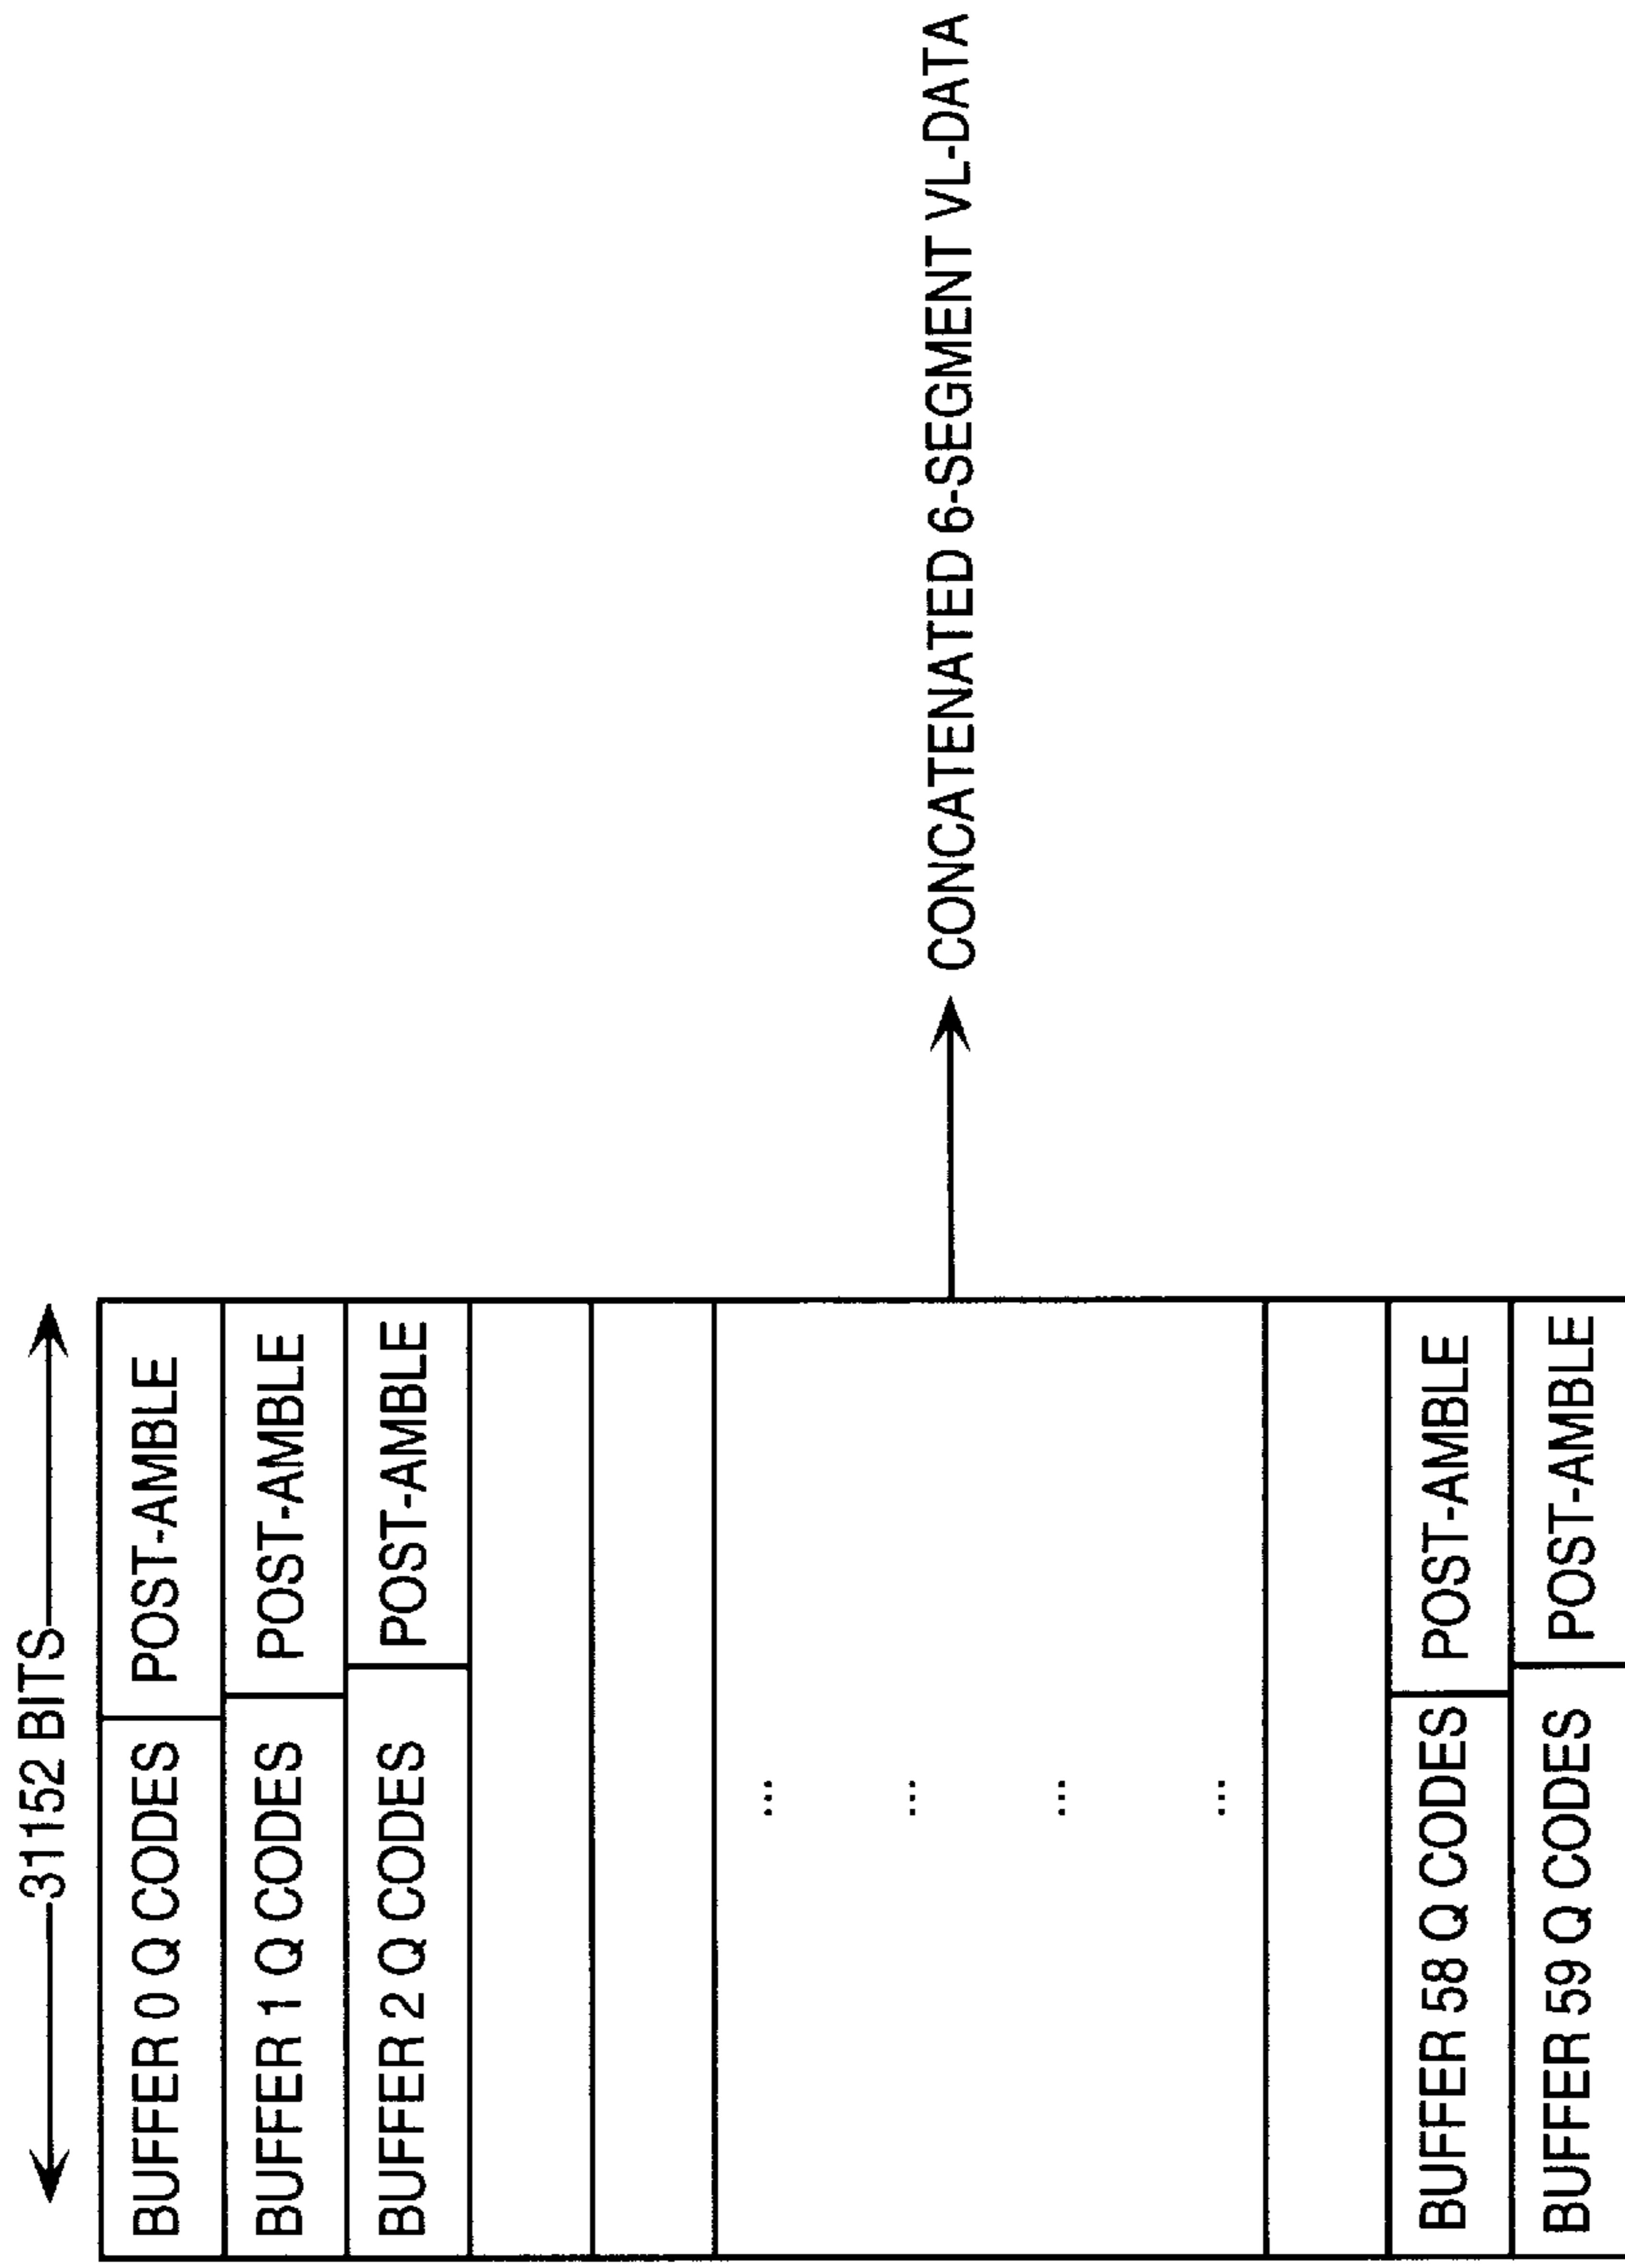 31152 BITS
BUFFER 0 Q CODES POST-AMBLE
BUFFER 1 Q CODES POST-AMBLE
BUFFER 2 Q CODES POST-AMBLE
...
...
...
...
BUFFER 58 Q CODES POST-AMBLE
BUFFER 59 Q CODES POST-AMBLE
CONCATENATED 6-SEGMENT VL-DATA